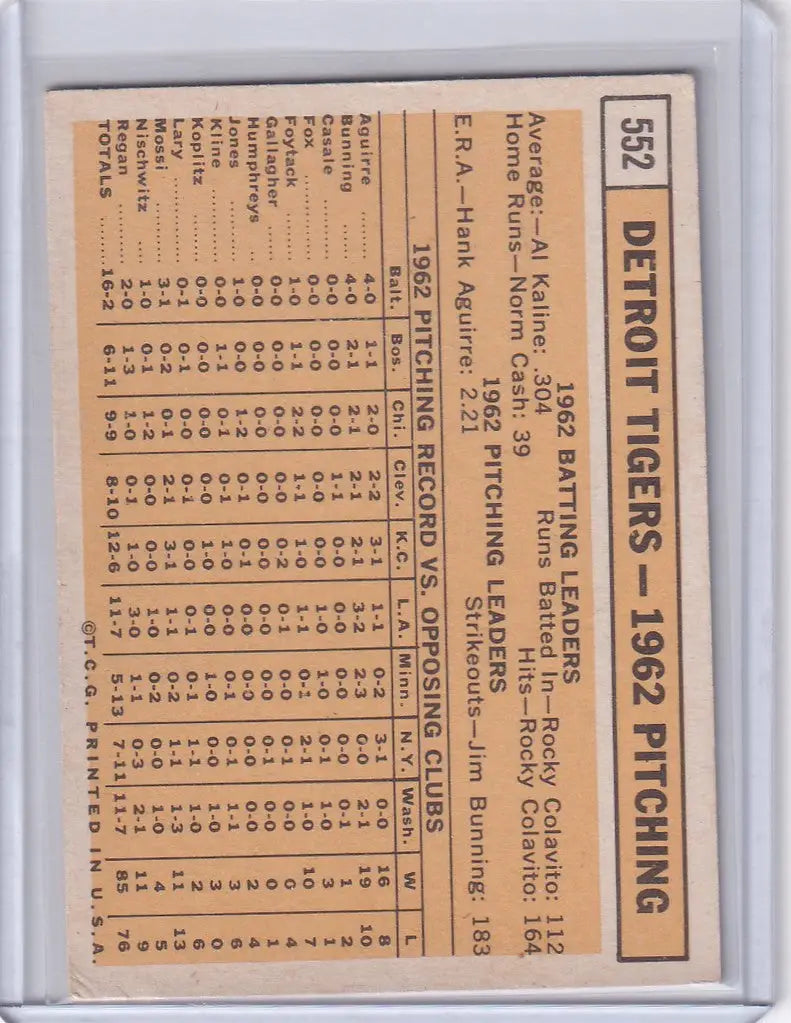 552 DETROIT TIGERS — 1962 PITCHING
1962 BATTING LEADERS
Average:—Al Kaline: .304 Runs Batted In—Rocky Colavito: 112
Home Runs—Norm Cash: 39 Hits—Rocky Colavito: 164
1962 PITCHING LEADERS
E.R.A.—Hank Aguirre: 2.21 Strikeouts—Jim Bunning: 183
1962 PITCHING RECORD VS. OPPOSING CLUBS
Balt. Bos. Chi. Clev. K.C. L.A. Minn. N.Y. Wash. W L
Aguirre ........ 4-0 1-1 2-0 2-2 3-1 1-1 0-2 3-1 0-0 16 8
Bunning ...... 4-0 2-1 2-1 2-1 2-1 3-2 2-3 0-0 2-1 19 10
Casale ......... 0-0 0-0 0-0 1-1 0-0 0-0 0-0 0-0 0-1 1 2
Fox .............. 0-0 0-0 0-0 0-0 0-0 1-0 1-0 0-1 1-0 3 1
Foytack ....... 1-0 1-1 2-2 1-1 1-0 1-1 0-1 2-1 1-0 10 7
Gallagher .... 0-0 0-0 0-0 0-0 0-2 0-1 0-0 0-1 0-0 0 4
Humphreys .. 0-0 0-0 0-0 0-0 0-0 0-0 0-0 0-0 0-0 0 1
Jones .......... 1-0 0-0 1-2 0-1 0-1 0-0 0-0 0-1 1-1 2 4
Kline ........... 0-0 1-1 0-1 0-1 1-0 0-0 0-1 0-1 0-0 3 6
Koplitz ........ 0-0 0-0 0-0 0-0 1-0 0-0 1-0 0-0 1-0 3 0
Lary ............ 0-1 0-1 0-0 0-1 0-0 0-1 0-1 1-1 1-0 2 6
Mossi .......... 3-1 0-2 0-1 2-1 3-1 1-1 0-2 1-1 1-3 11 13
Nischwitz .... 1-0 0-1 1-2 0-0 0-0 1-0 0-2 0-0 1-0 4 5
Regan ......... 2-0 1-3 1-0 0-1 1-0 3-0 1-1 0-3 2-1 11 9
TOTALS ......... 16-2 6-11 9-9 8-10 12-6 11-7 5-13 7-11 11-7 85 76
©T.C.G. PRINTED IN U.S.A.